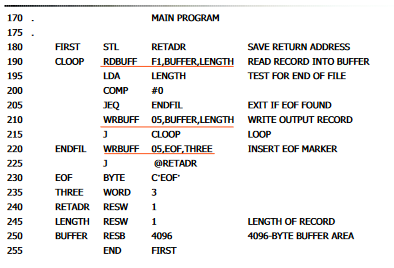 170 . MAIN PROGRAM
175 .
180 FIRST STL RETADR SAVE RETURN ADDRESS
190 CLOOP RDBUFF F1,BUFFER,LENGTH READ RECORD INTO BUFFER
195 LDA LENGTH TEST FOR END OF FILE
200 COMP #0
205 JEQ ENDFIL EXIT IF EOF FOUND
210 WRBUFF 05,BUFFER,LENGTH WRITE OUTPUT RECORD
215 J CLOOP LOOP
220 ENDFIL WRBUFF 05,EOF,THREE INSERT EOF MARKER
225 J @RETADR
230 EOF BYTE C'EOF'
235 THREE WORD 3
240 RETADR RESW 1
245 LENGTH RESW 1 LENGTH OF RECORD
250 BUFFER RESB 4096 4096-BYTE BUFFER AREA
255 END FIRST